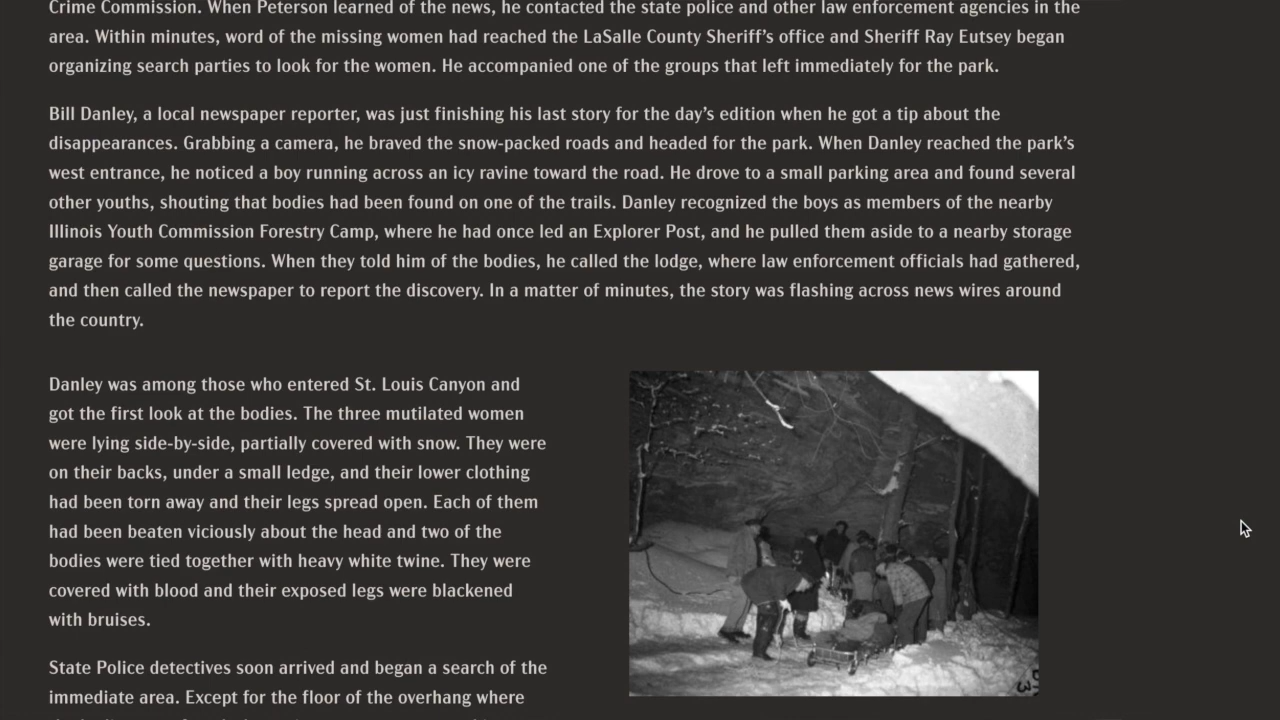 Crime Commission. When Peterson learned of the news, he contacted the state police and other law enforcement agencies in the
area. Within minutes, word of the missing women had reached the LaSalle County Sheriff’s office and Sheriff Ray Eutsey began
organizing search parties to look for the women. He accompanied one of the groups that left immediately for the park.
Bill Danley, a local newspaper reporter, was just finishing his last story for the day’s edition when he got a tip about the
disappearances. Grabbing a camera, he braved the snow-packed roads and headed for the park. When Danley reached the park’s
west entrance, he noticed a boy running across an icy ravine toward the road. He drove to a small parking area and found several
other youths, shouting that bodies had been found on one of the trails. Danley recognized the boys as members of the nearby
Illinois Youth Commission Forestry Camp, where he had once led an Explorer Post, and he pulled them aside to a nearby storage
garage for some questions. When they told him of the bodies, he called the lodge, where law enforcement officials had gathered,
and then called the newspaper to report the discovery. In a matter of minutes, the story was flashing across news wires around
the country.
Danley was among those who entered St. Louis Canyon and
got the first look at the bodies. The three mutilated women
were lying side-by-side, partially covered with snow. They were
on their backs, under a small ledge, and their lower clothing
had been torn away and their legs spread open. Each of them
had been beaten viciously about the head and two of the
bodies were tied together with heavy white twine. They were
covered with blood and their exposed legs were blackened
with bruises.
State Police detectives soon arrived and began a search of the
immediate area. Except for the floor of the overhang where